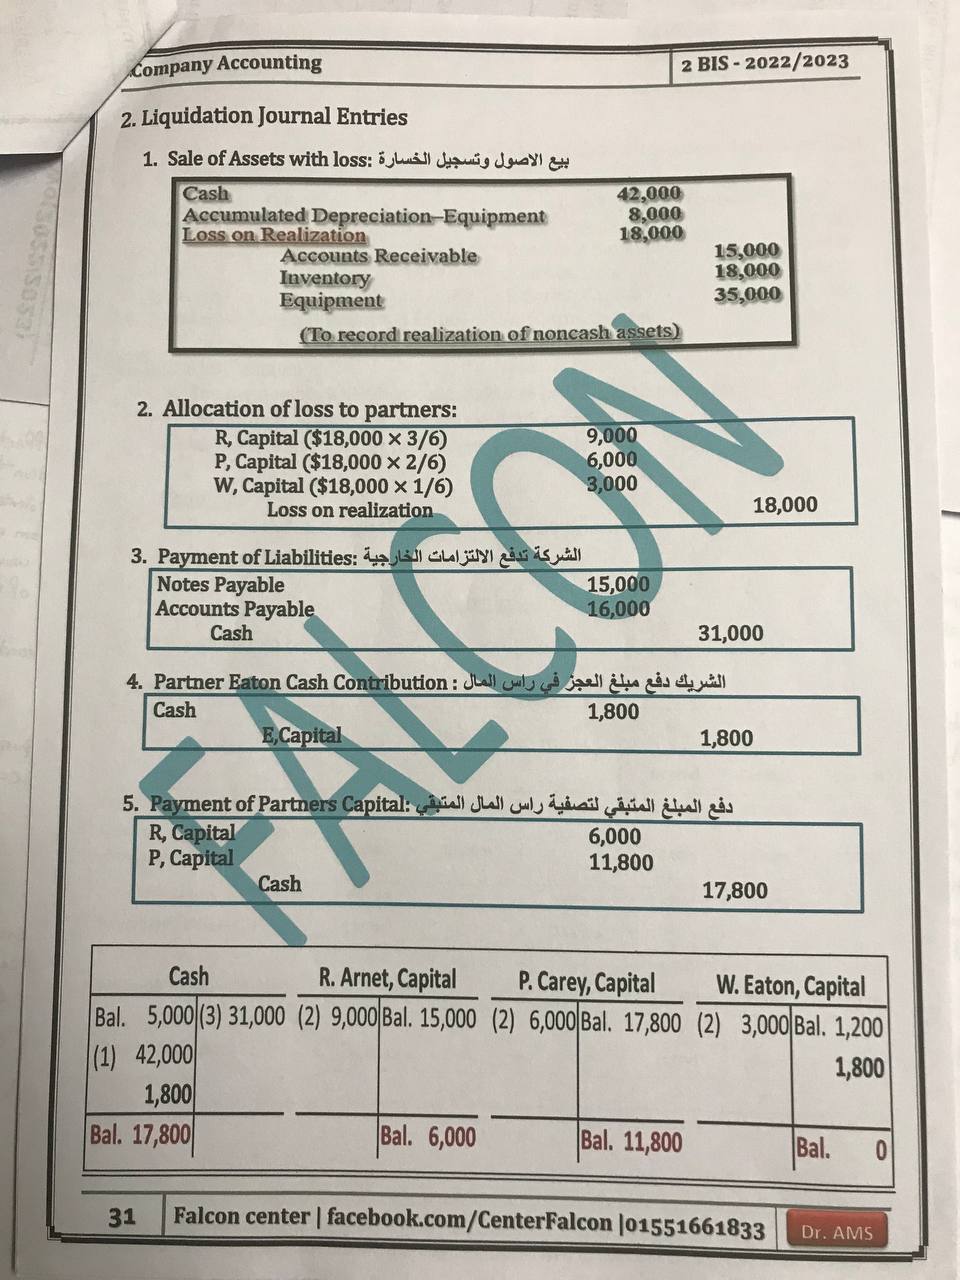 Company Accounting 2 BIS - 2022/2023
2. Liquidation Journal Entries
1. Sale of Assets with loss: بيع الاصول وتسجيل الخسارة
Cash 42,000
Accumulated Depreciation–Equipment 8,000
Loss on Realization 18,000
Accounts Receivable 15,000
Inventory 18,000
Equipment 35,000
(To record realization of noncash assets)
2. Allocation of loss to partners:
R, Capital ($18,000 × 3/6) 9,000
P, Capital ($18,000 × 2/6) 6,000
W, Capital ($18,000 × 1/6) 3,000
Loss on realization 18,000
3. Payment of Liabilities: الشركة تدفع الالتزامات الخارجية
Notes Payable 15,000
Accounts Payable 16,000
Cash 31,000
4. Partner Eaton Cash Contribution : الشريك دفع مبلغ العجز في راس المال
Cash 1,800
E,Capital 1,800
5. Payment of Partners Capital: دفع المبلغ المتبقي لتصفية راس المال المتبقي
R, Capital 6,000
P, Capital 11,800
Cash 17,800
FALCON
Cash R. Arnet, Capital P. Carey, Capital W. Eaton, Capital
Bal. 5,000 (3) 31,000 (2) 9,000 Bal. 15,000 (2) 6,000 Bal. 17,800 (2) 3,000 Bal. 1,200
(1) 42,000 1,800
1,800
Bal. 17,800 Bal. 6,000 Bal. 11,800 Bal. 0
31 Falcon center | facebook.com/CenterFalcon |01551661833 Dr. AMS